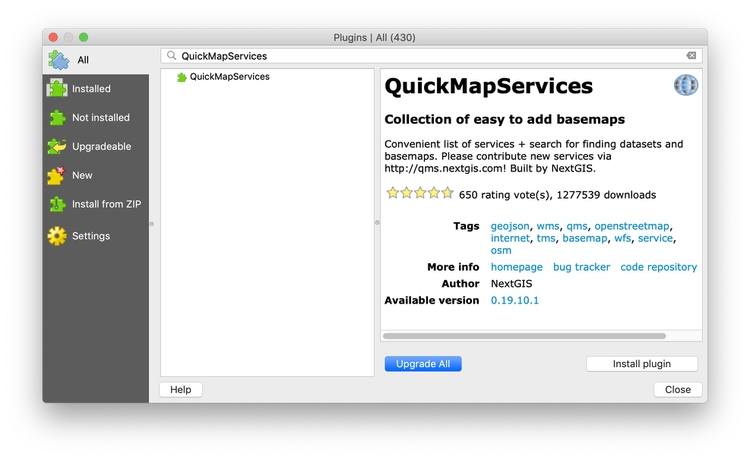 Plugins | All (430)
All
Installed
Not installed
Upgradeable
New
Install from ZIP
Settings
QuickMapServices
QuickMapServices
QuickMapServices
Collection of easy to add basemaps
Convenient list of services + search for finding datasets and
basemaps. Please contribute new services via
http://qms.nextgis.com! Built by NextGIS.
650 rating vote(s), 1277539 downloads
Tags geojson, wms, qms, openstreetmap,
internet, tms, basemap, wfs, service,
osm
More info homepage bug tracker code repository
Author NextGIS
Available version 0.19.10.1
Upgrade All Install plugin
Help Close